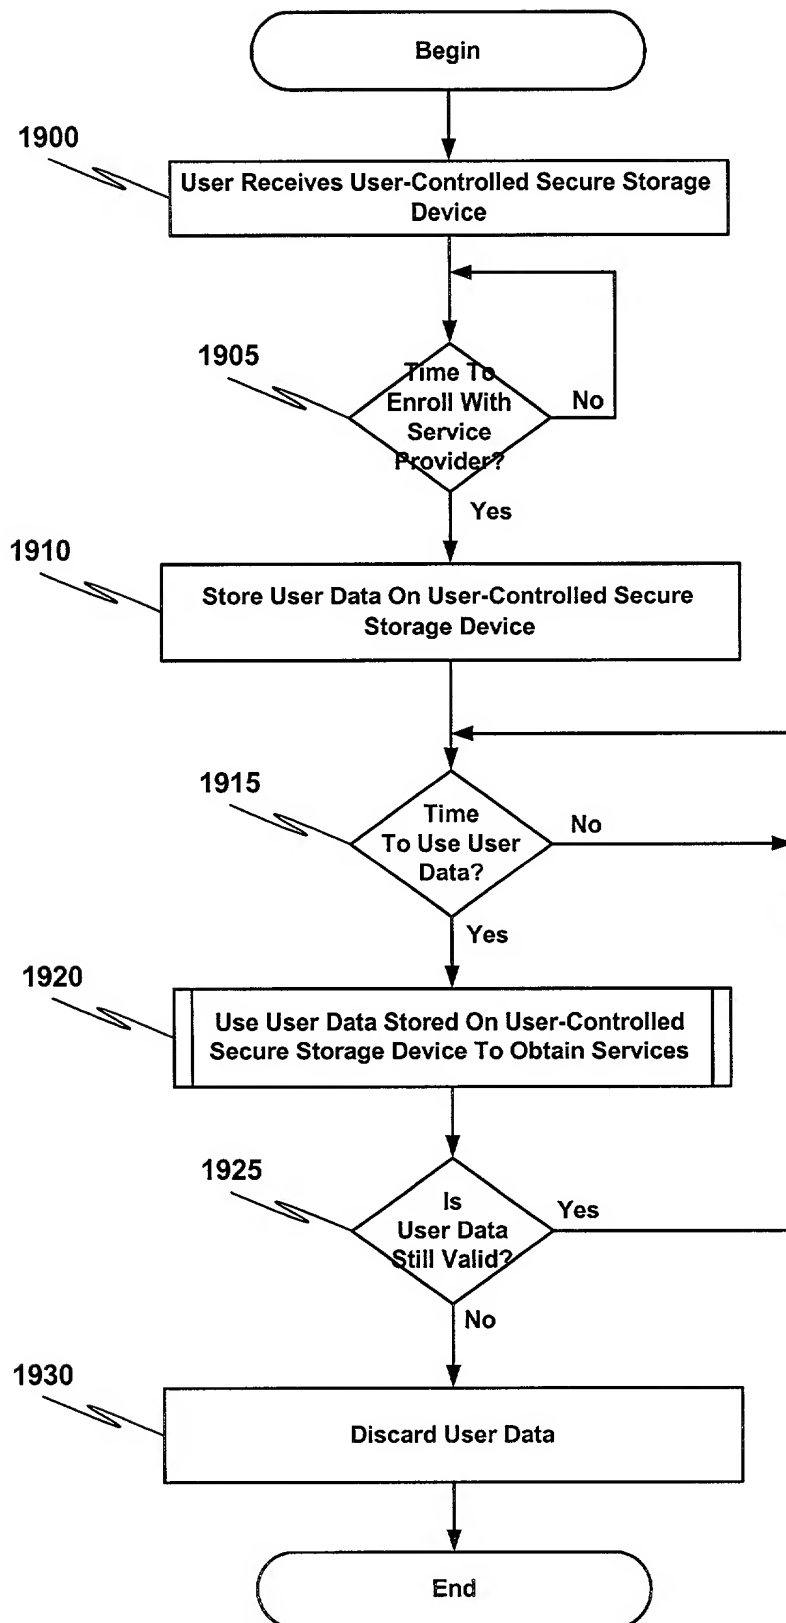 Begin
1900
User Receives User-Controlled Secure Storage
Device
1905
Time To
Enroll With
Service
Provider?
No
Yes
1910
Store User Data On User-Controlled Secure
Storage Device
1915
Time
To Use User
Data?
No
Yes
1920
Use User Data Stored On User-Controlled
Secure Storage Device To Obtain Services
1925
Is
User Data
Still Valid?
Yes
No
1930
Discard User Data
End